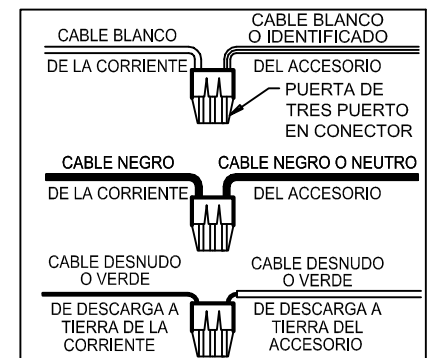 CABLE BLANCO
DE LA CORRIENTE
CABLE BLANCO
O IDENTIFICADO
DEL ACCESORIO
PUERTA DE
TRES PUERTO
EN CONECTOR
CABLE NEGRO
DE LA CORRIENTE
CABLE NEGRO O NEUTRO
DEL ACCESORIO
CABLE DESNUDO
O VERDE
DE DESCARGA A
TIERRA DE LA
CORRIENTE
CABLE DESNUDO
O VERDE
DE DESCARGA A
TIERRA DEL
ACCESORIO